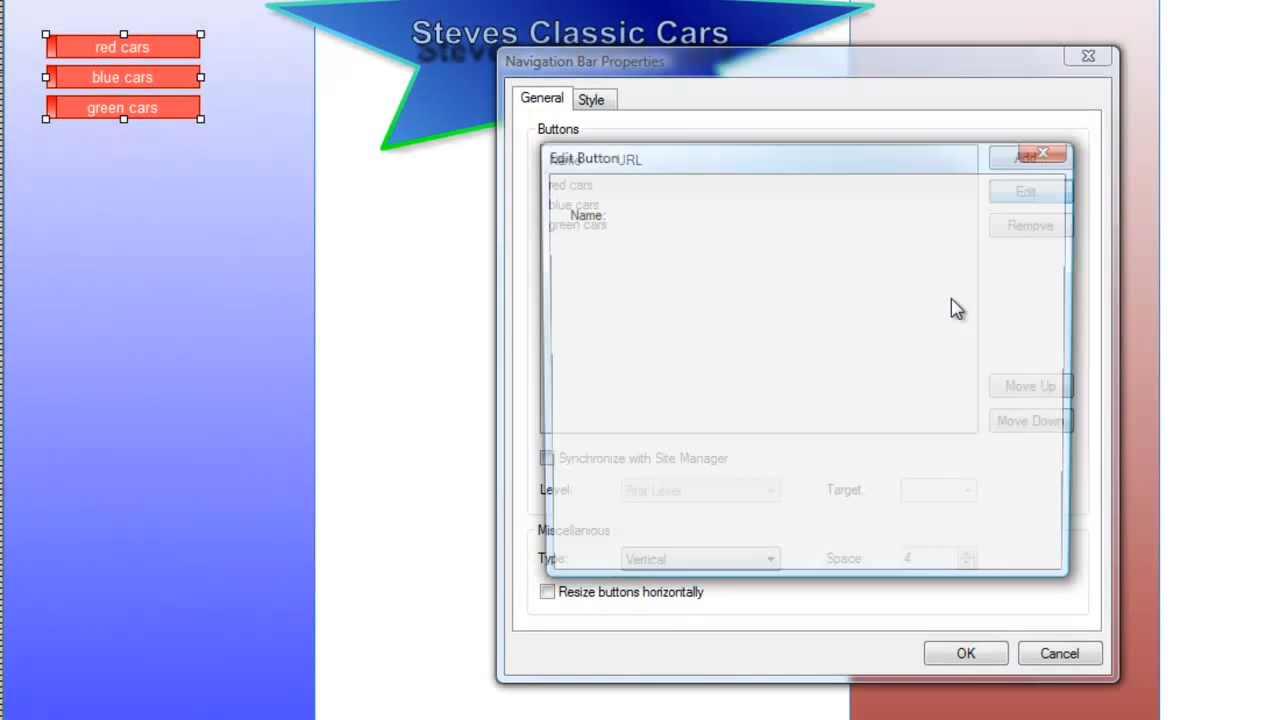 Steves Classic Cars
red cars
blue cars
green cars
Navigation Bar Properties
General
Style
Buttons
Edit Button
Name
URL
Add
red cars
blue cars
green cars
Name:
Edit
Remove
Move Up
Move Down
Synchronize with Site Manager
Level:
First Level
Target:
Miscellanious
Type:
Vertical
Space:
4
Resize buttons horizontally
OK
Cancel